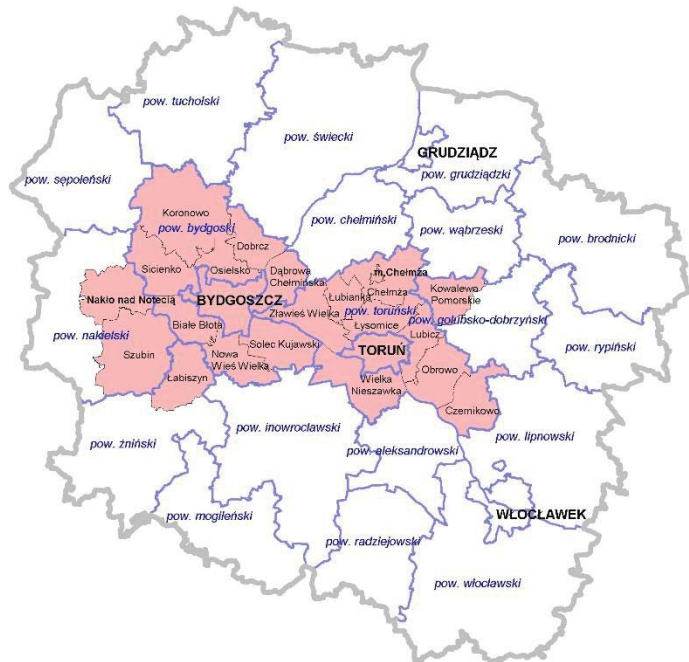 pow. tucholski
pow. świecki
GRUDZIĄDZ
pow. grudziądzki
pow. sępoleński
Koronowo
pow. bydgoski
pow. chełmiński
pow. wąbrzeski
pow. brodnicki
Dobrcz
Sicienko
Osielsko
Dąbrowa
Chełmińska
m.Chełmża
Chełmża
Kowalewo
Pomorskie
Nakło nad Notecią
BYDGOSZCZ
Zławieś Wielka
Łubianka
pow. toruński
pow. golubsko-dobrzyński
pow. nakielski
Białe Błota
Łysomice
Lubicz
Szubin
Nowa
Wieś Wielka
Solec Kujawski
TORUŃ
pow. rypiński
Łabiszyn
Wielka
Nieszawka
Obrowo
Czernikowo
pow. żniński
pow. inowrocławski
pow. aleksandrowski
pow. lipnowski
pow. mogileński
pow. radziejowski
WŁOCŁAWEK
pow. włocławski